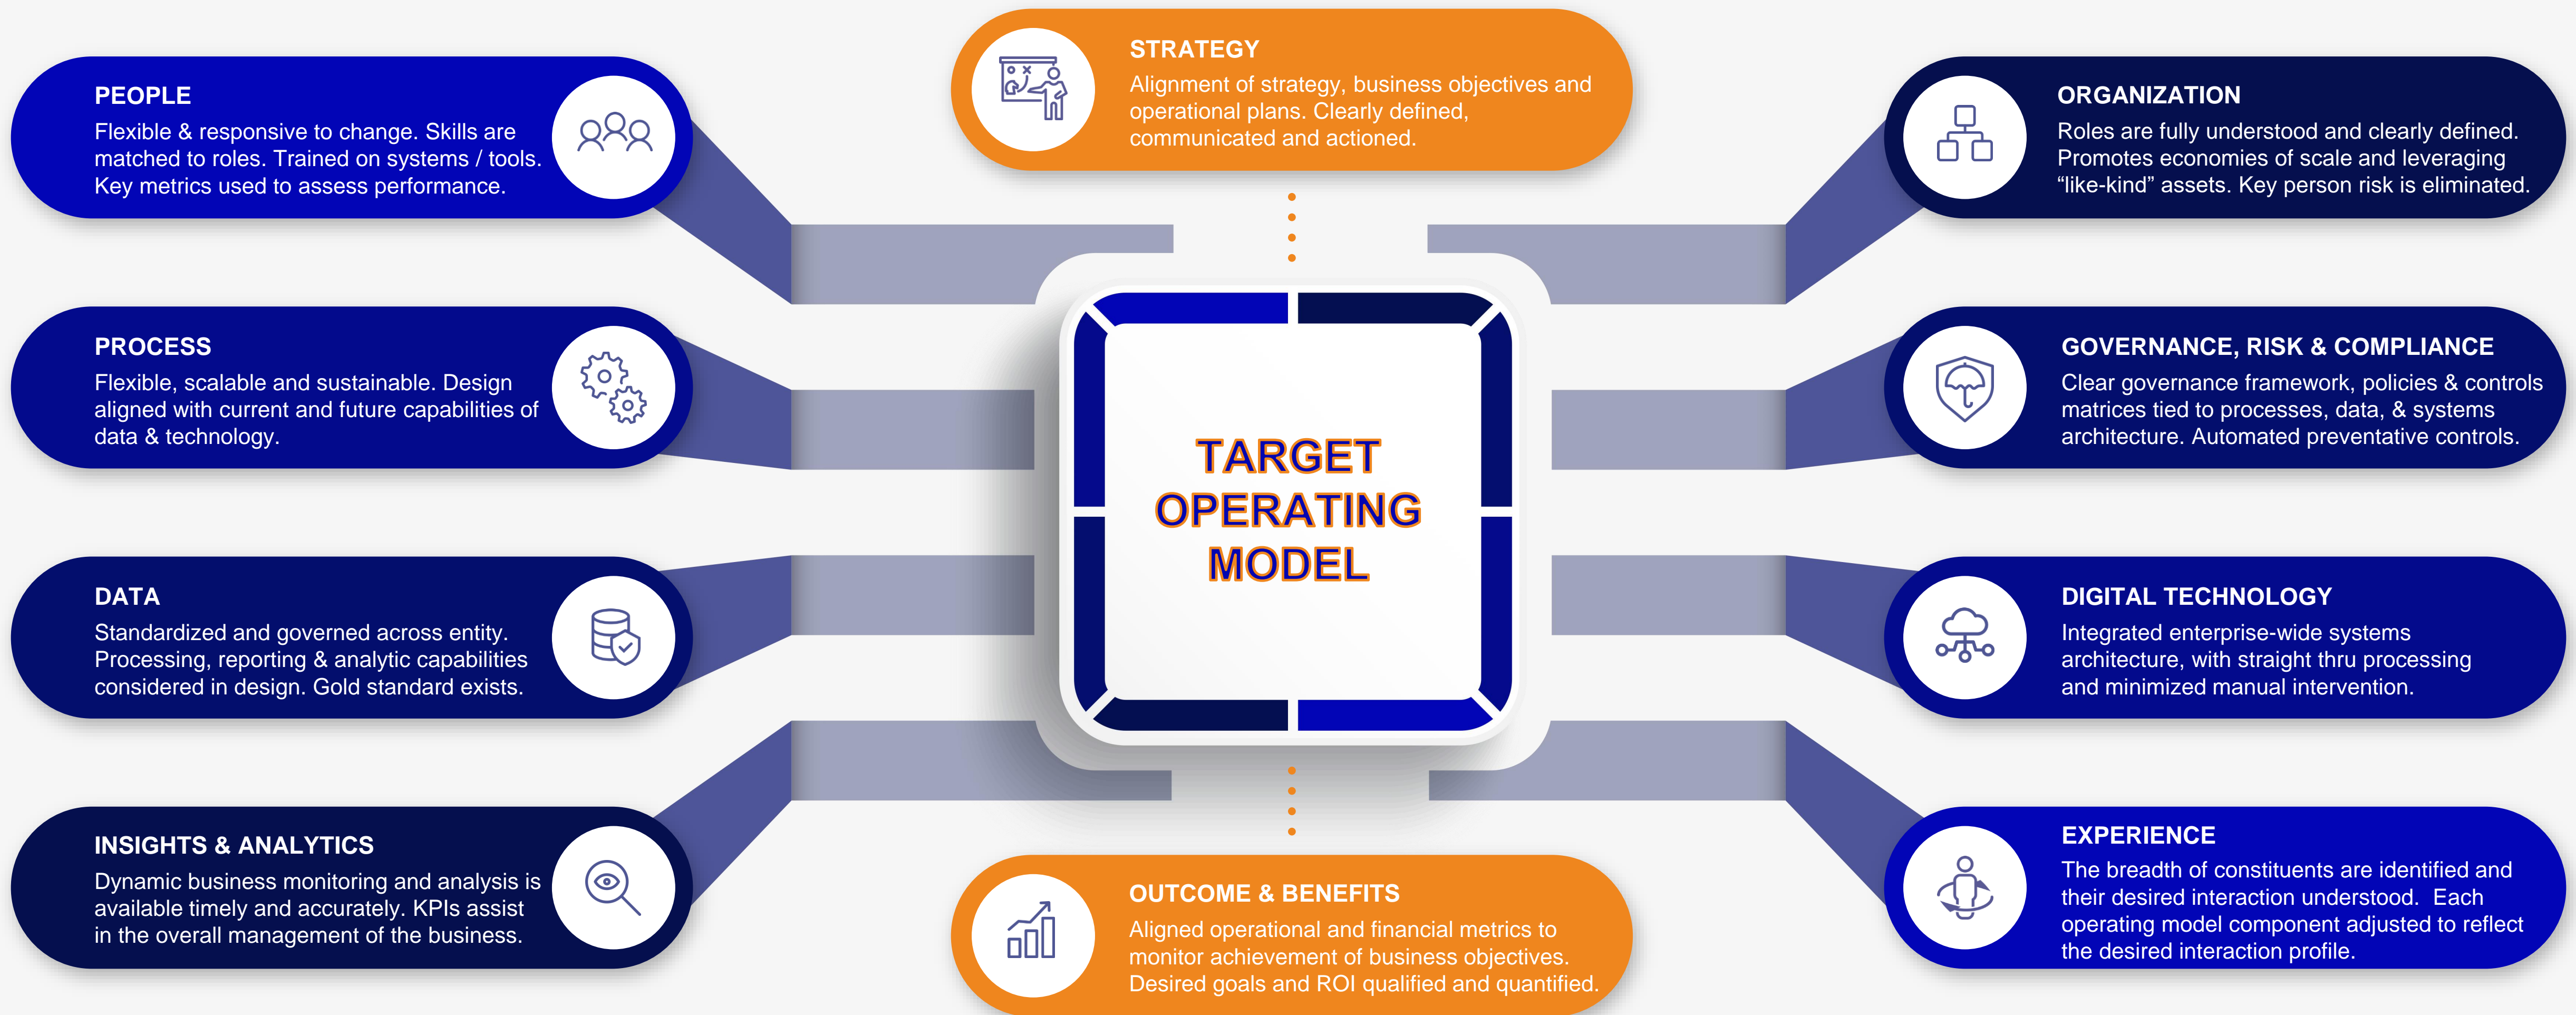 STRATEGY
Alignment of strategy, business objectives and
operational plans. Clearly defined,
communicated and actioned.
PEOPLE
Flexible & responsive to change. Skills are
matched to roles. Trained on systems / tools.
Key metrics used to assess performance.
PROCESS
Flexible, scalable and sustainable. Design
aligned with current and future capabilities of
data & technology.
DATA
Standardized and governed across entity.
Processing, reporting & analytic capabilities
considered in design. Gold standard exists.
INSIGHTS & ANALYTICS
Dynamic business monitoring and analysis is
available timely and accurately. KPIs assist
in the overall management of the business.
TARGET
OPERATING
MODEL
ORGANIZATION
Roles are fully understood and clearly defined.
Promotes economies of scale and leveraging
“like-kind” assets. Key person risk is eliminated.
GOVERNANCE, RISK & COMPLIANCE
Clear governance framework, policies & controls
matrices tied to processes, data, & systems
architecture. Automated preventative controls.
DIGITAL TECHNOLOGY
Integrated enterprise-wide systems
architecture, with straight thru processing
and minimized manual intervention.
EXPERIENCE
The breadth of constituents are identified and
their desired interaction understood.  Each
operating model component adjusted to reflect
the desired interaction profile.
OUTCOME & BENEFITS
Aligned operational and financial metrics to
monitor achievement of business objectives.
Desired goals and ROI qualified and quantified.